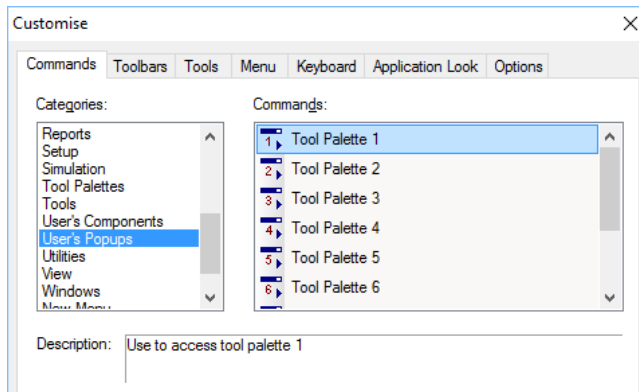 Customise
Commands Toolbars Tools Menu Keyboard Application Look Options
Categories:
Reports
Setup
Simulation
Tool Palettes
Tools
User's Components
User's Popups
Utilities
View
Windows
New Menu
Commands:
1 Tool Palette 1
2 Tool Palette 2
3 Tool Palette 3
4 Tool Palette 4
5 Tool Palette 5
6 Tool Palette 6
Description: Use to access tool palette 1